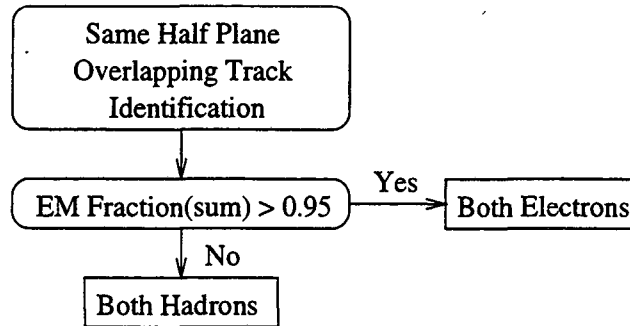 Same Half Plane
Overlapping Track
Identification
EM Fraction(sum) > 0.95
Yes
Both Electrons
No
Both Hadrons